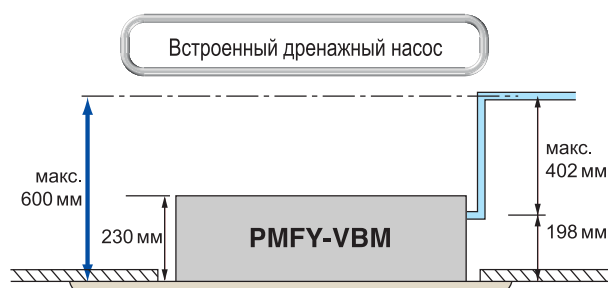 Встроенный дренажный насос
макс.
600 мм
230 мм
PMFY-VBM
макс.
402 мм
198 мм